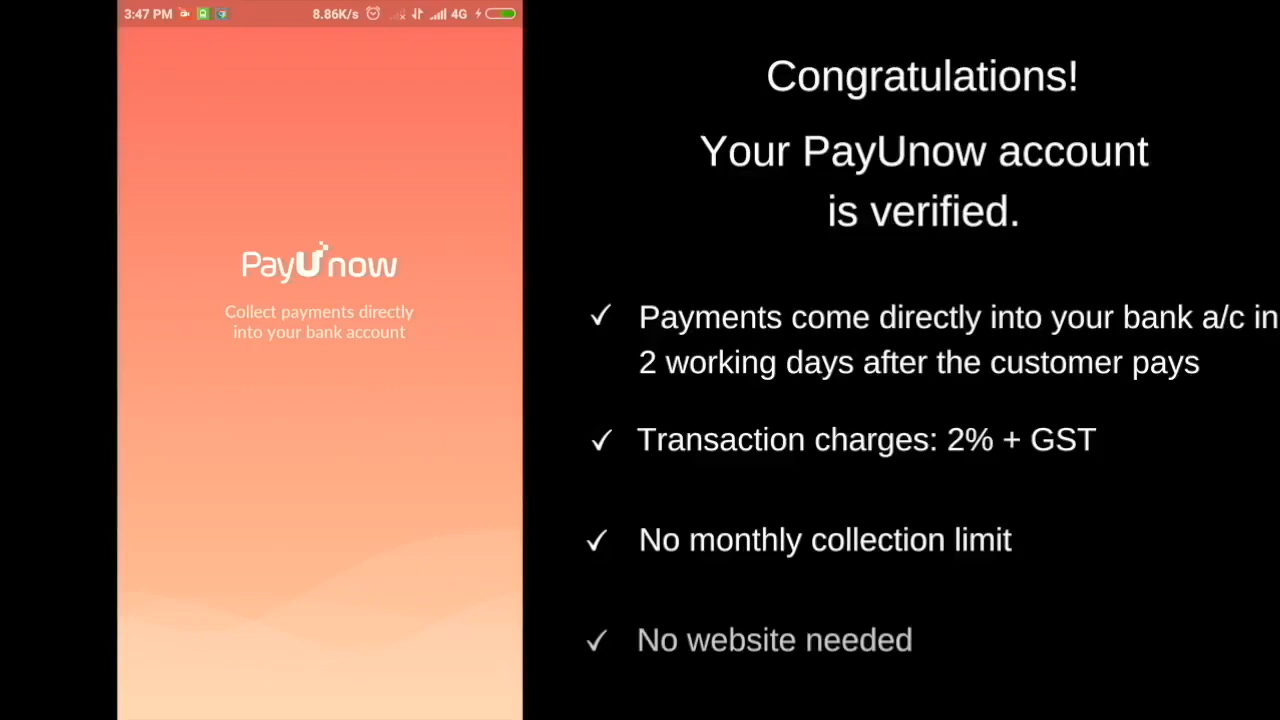 3:47 PM
8.86K/s
4G
PayUnow
Collect payments directly
into your bank account
Congratulations!
Your PayUnow account
is verified.
✓ Payments come directly into your bank a/c in
2 working days after the customer pays
✓ Transaction charges: 2% + GST
✓ No monthly collection limit
✓ No website needed